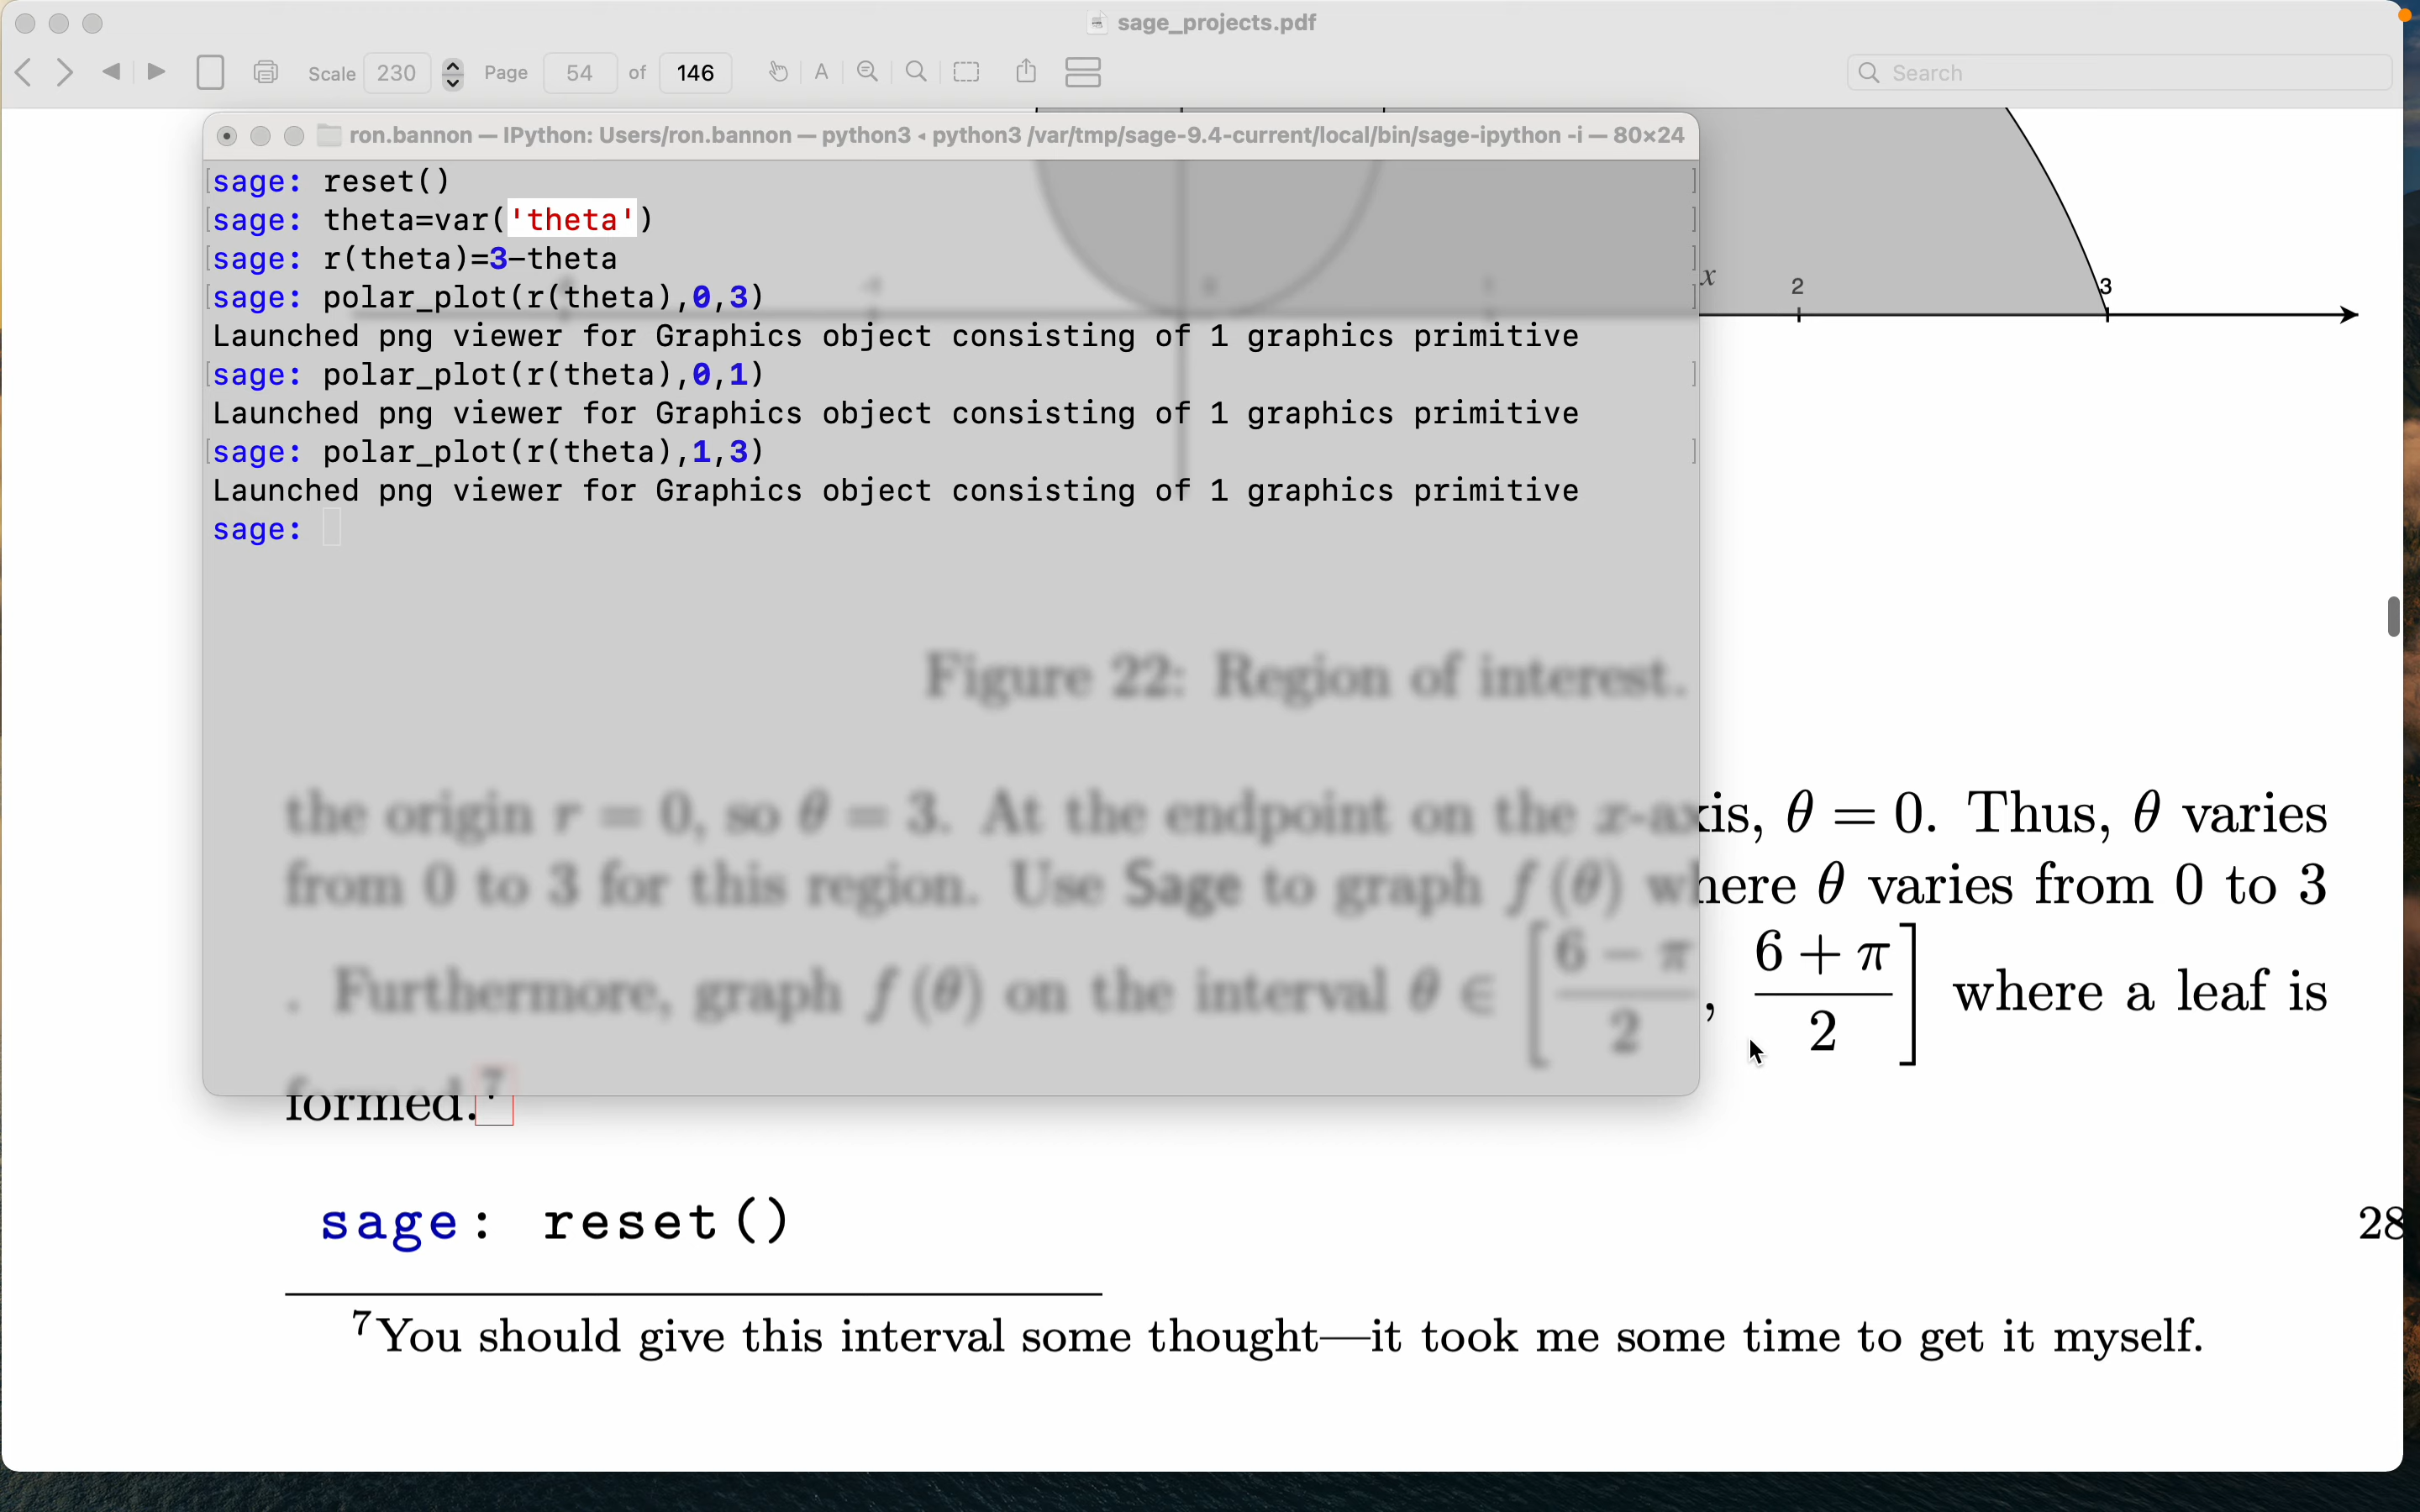 sage_projects.pdf
Scale 230 Page 54 of 146 A Search
ron.bannon — IPython: Users/ron.bannon — python3 ◂ python3 /var/tmp/sage-9.4-current/local/bin/sage-ipython -i — 80×24
[sage: reset() ]
[sage: theta=var('theta') ]
[sage: r(theta)=3-theta ]
x 2 3
[sage: polar_plot(r(theta),0,3) ]
Launched png viewer for Graphics object consisting of 1 graphics primitive
[sage: polar_plot(r(theta),0,1) ]
Launched png viewer for Graphics object consisting of 1 graphics primitive
[sage: polar_plot(r(theta),1,3) ]
Launched png viewer for Graphics object consisting of 1 graphics primitive
sage:
Figure 22: Region of interest.
the origin r = 0, so θ = 3. At the endpoint on the x-axis, θ = 0. Thus, θ varies
from 0 to 3 for this region. Use Sage to graph f (θ) where θ varies from 0 to 3
. Furthermore, graph f (θ) on the interval θ ∈ [6 − π / 2, 6 + π / 2] where a leaf is
formed.7
sage: reset() 28
7You should give this interval some thought—it took me some time to get it myself.